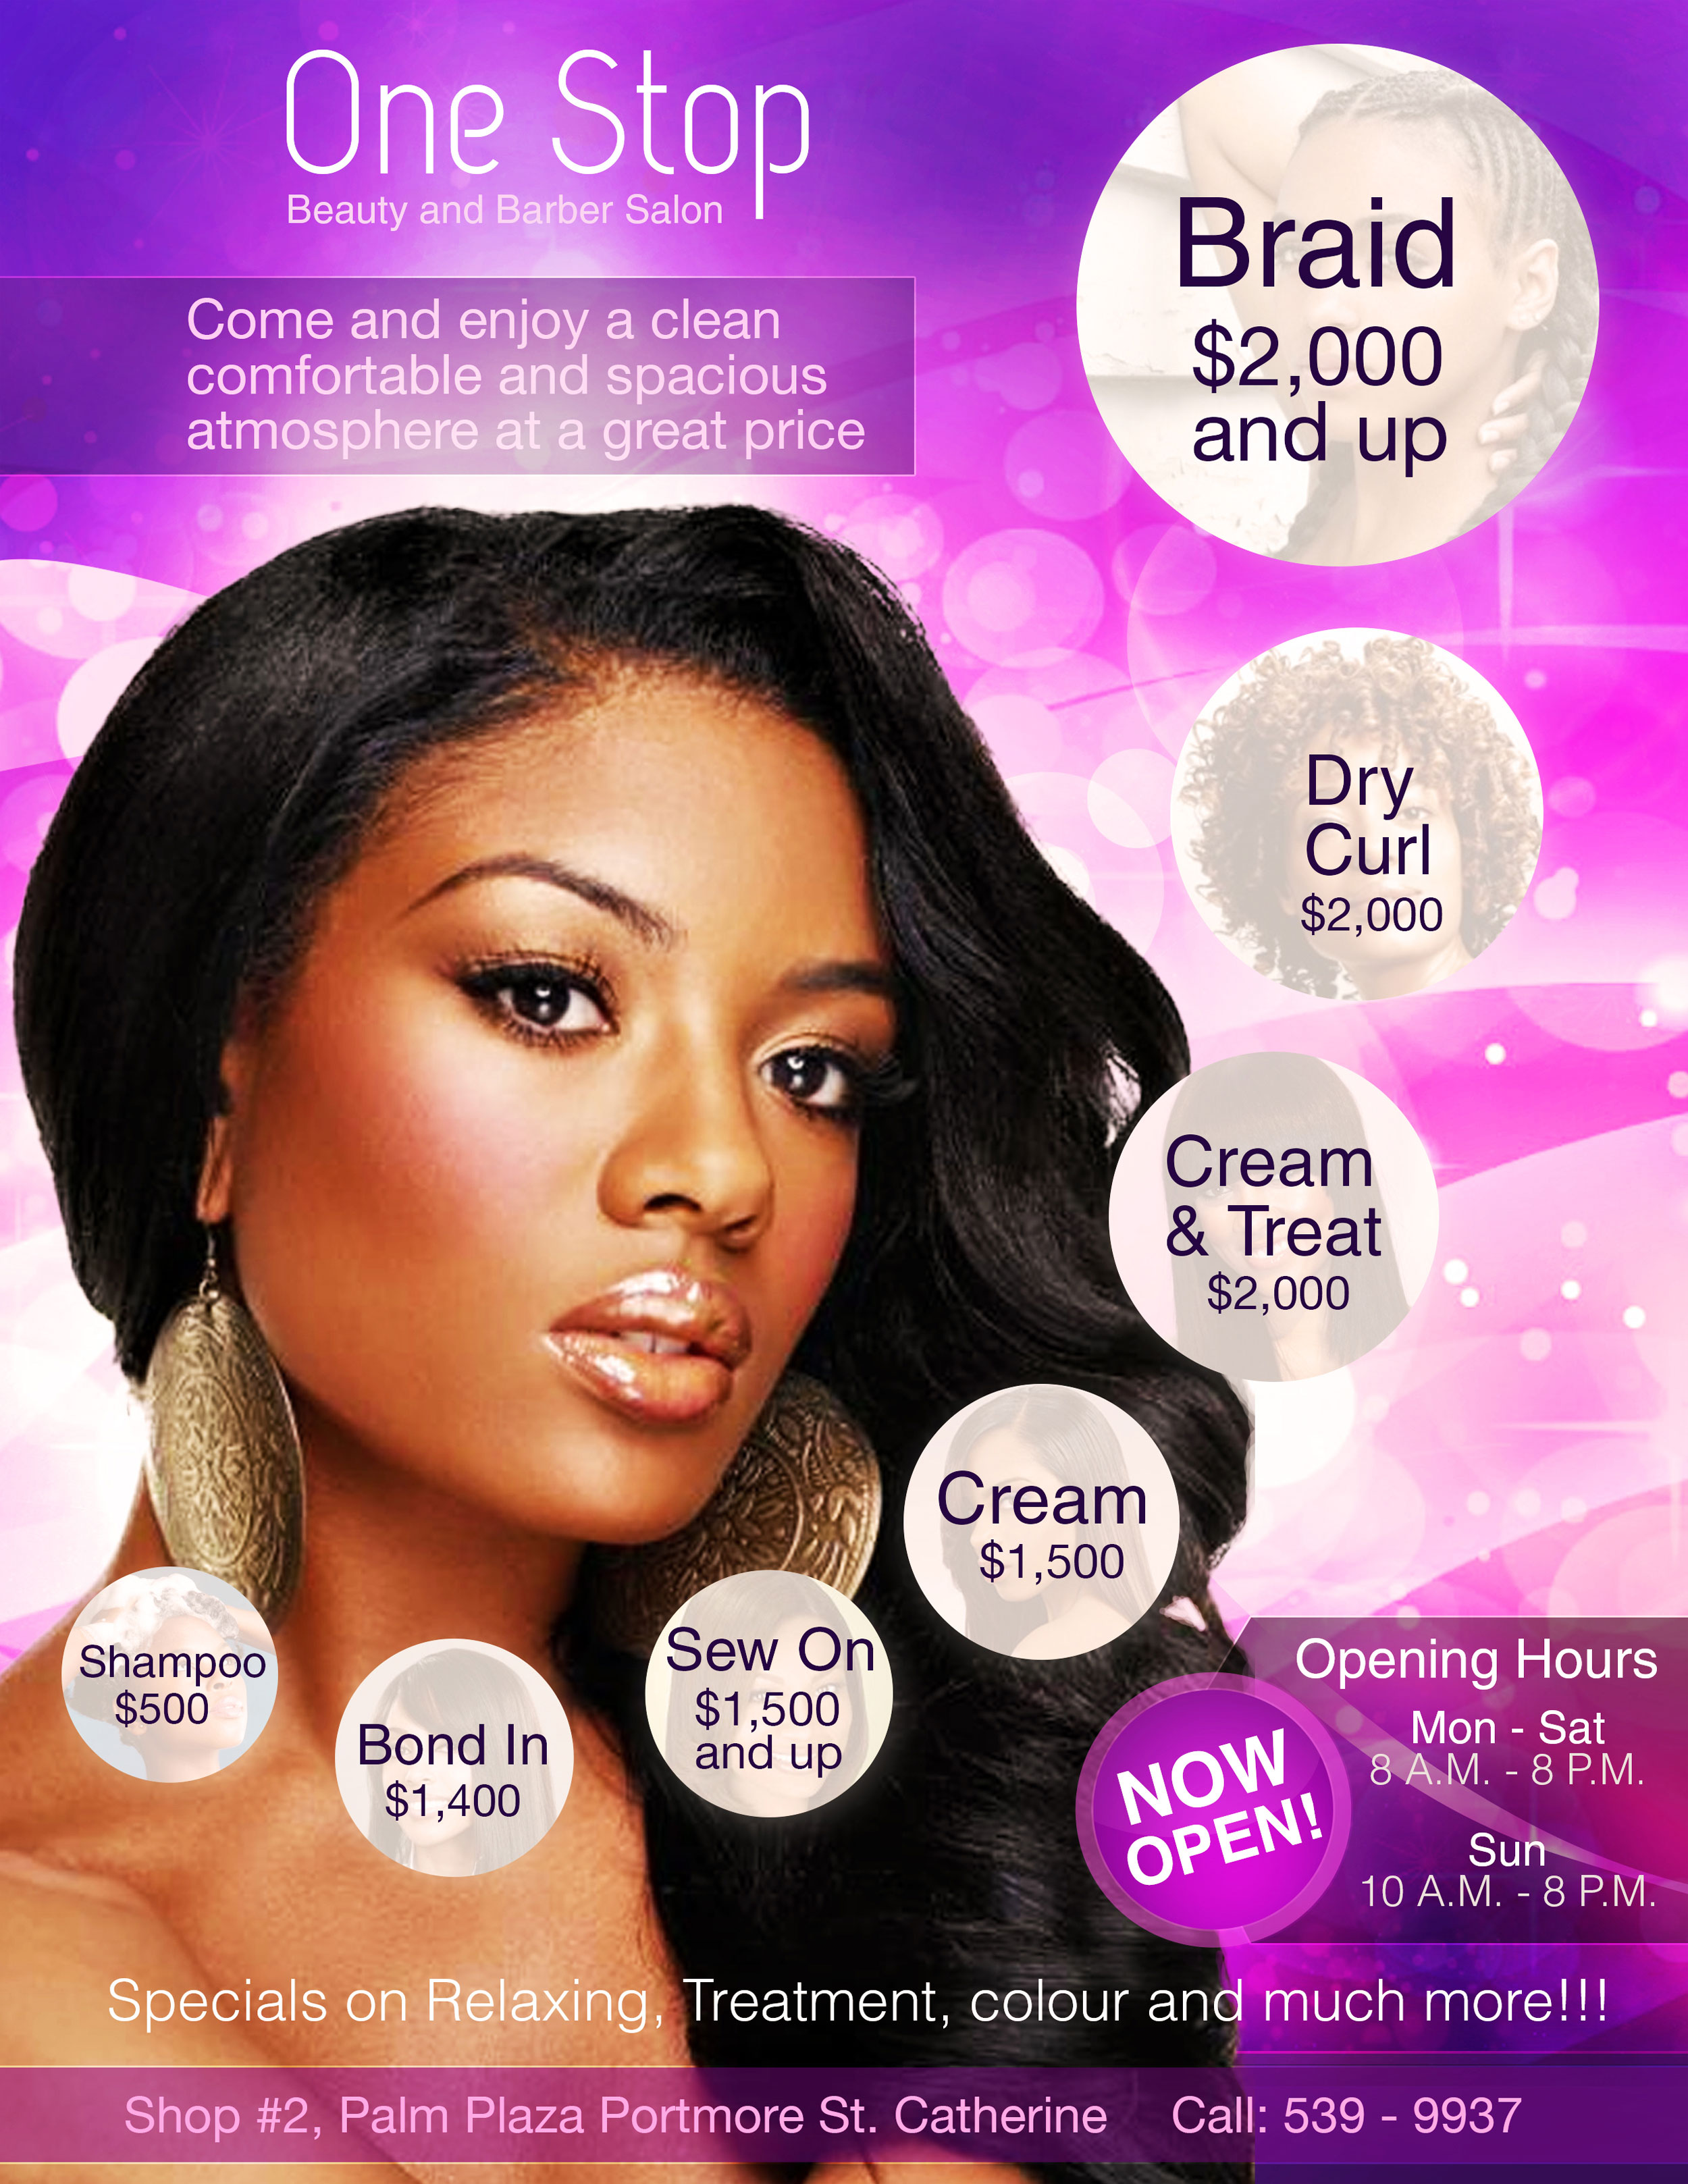 One Stop
Beauty and Barber Salon
Come and enjoy a clean
comfortable and spacious
atmosphere at a great price
Braid
$2,000
and up
Dry
Curl
$2,000
Cream
& Treat
$2,000
Cream
$1,500
Sew On
$1,500
and up
Bond In
$1,400
Shampoo
$500
NOW
OPEN!
Opening Hours
Mon - Sat
8 A.M. - 8 P.M.
Sun
10 A.M. - 8 P.M.
Specials on Relaxing, Treatment, colour and much more!!!
Shop #2, Palm Plaza Portmore St. Catherine Call: 539 - 9937